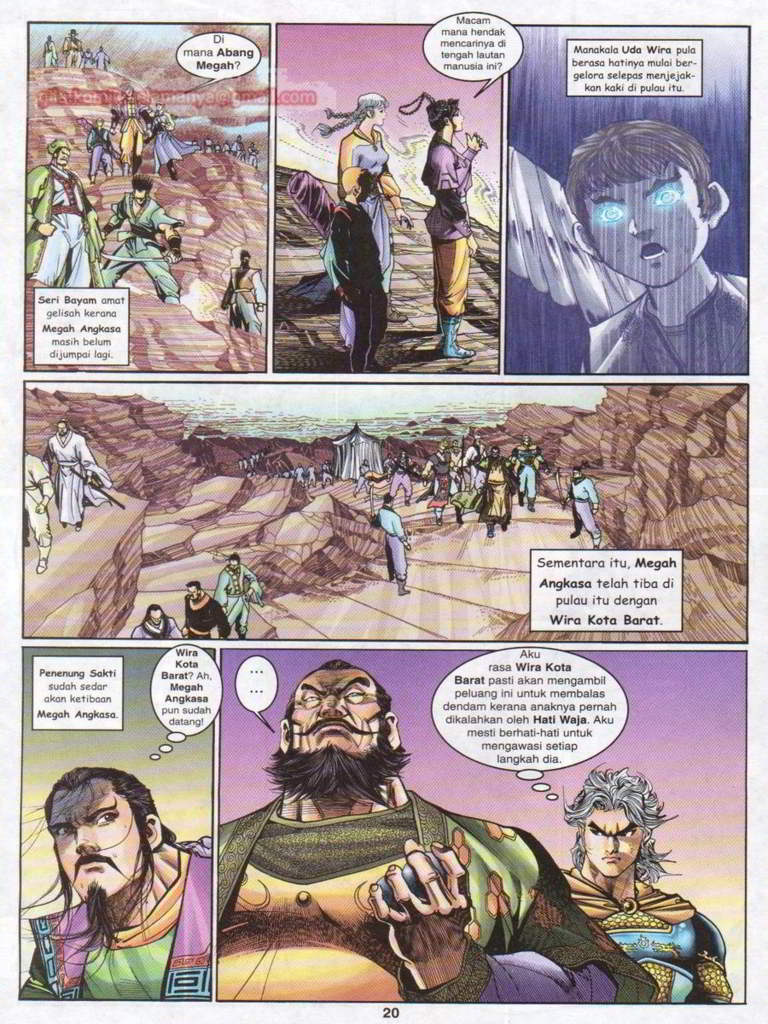 Di
mana Abang
Megah?
Macam
mana hendak
mencarinya di
tengah lautan
manusia ini?
Manakala Uda Wira pula
berasa hatinya mulai ber-
gelora selepas menjejak-
kan kaki di pulau itu.
Seri Bayam amat
gelisah kerana
Megah Angkasa
masih belum
dijumpai lagi.
Sementara itu, Megah
Angkasa telah tiba di
pulau itu dengan
Wira Kota Barat.
Penenung Sakti
sudah sedar
akan ketibaan
Megah Angkasa.
Wira
Kota
Barat? Ah,
Megah
Angkasa
pun sudah
datang!
...
...
Aku
rasa Wira Kota
Barat pasti akan mengambil
peluang ini untuk membalas
dendam kerana anaknya pernah
dikalahkan oleh Hati Waja. Aku
mesti berhati-hati untuk
mengawasi setiap
langkah dia.
20